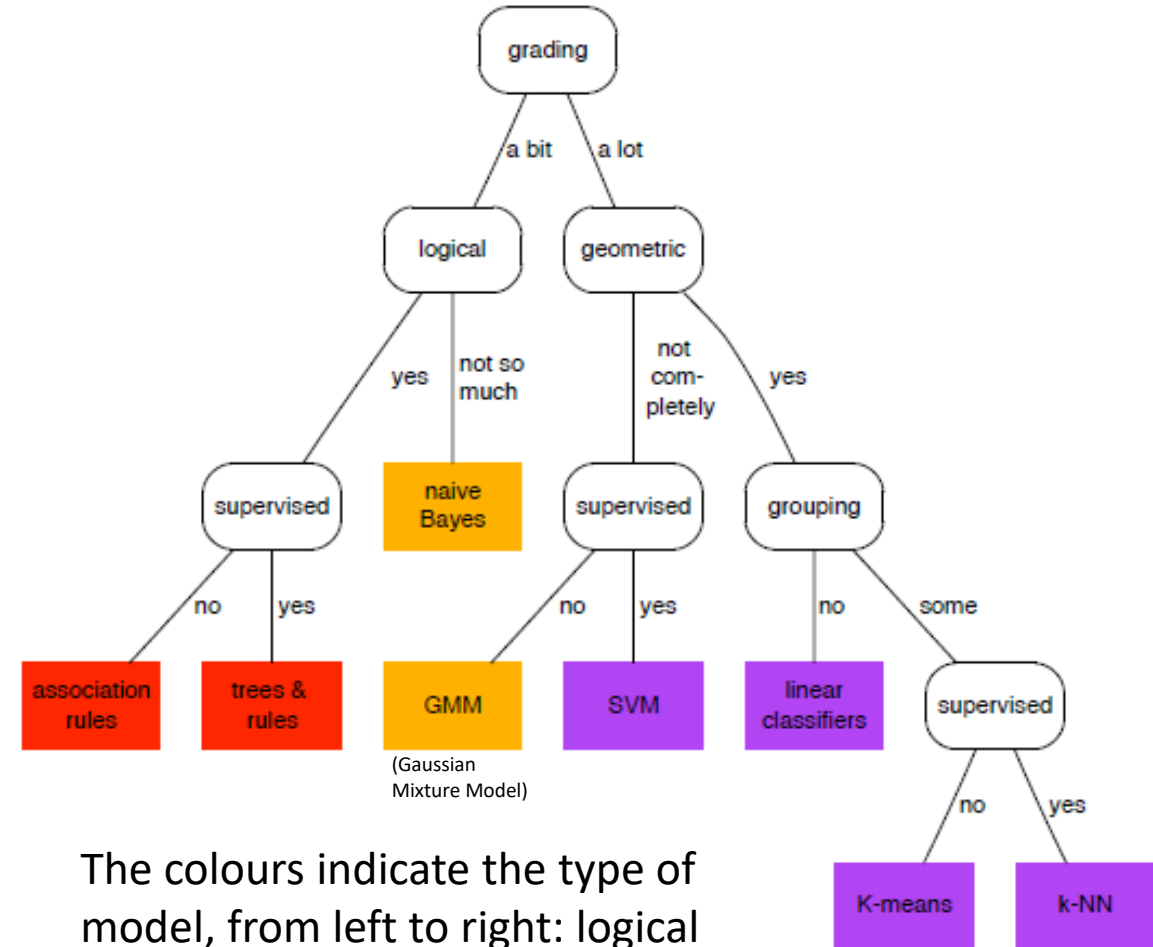 grading
a bit
a lot
logical
geometric
yes
not so
much
not
com-
pletely
yes
supervised
naive
Bayes
supervised
grouping
no
yes
no
yes
no
some
association
rules
trees &
rules
GMM
SVM
linear
classifiers
supervised
(Gaussian
Mixture Model)
no
yes
K-means
k-NN
The colours indicate the type of
model, from left to right: logical